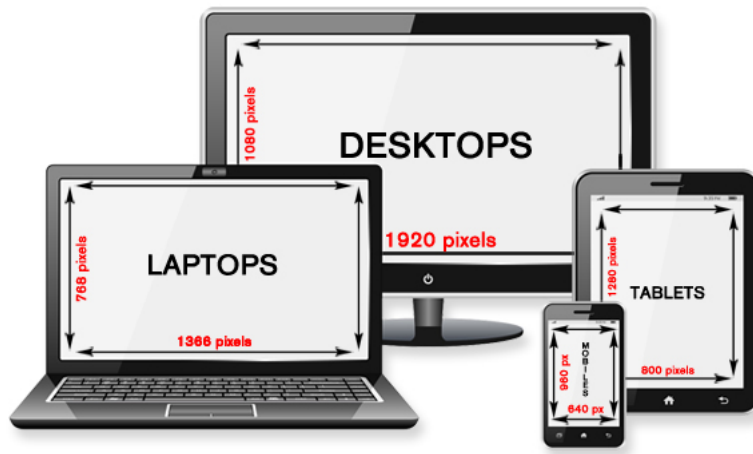 1080 pixels
DESKTOPS
1920 pixels
768 pixels
LAPTOPS
1366 pixels
1280 pixels
TABLETS
800 pixels
960 px
MOBILES
640 px